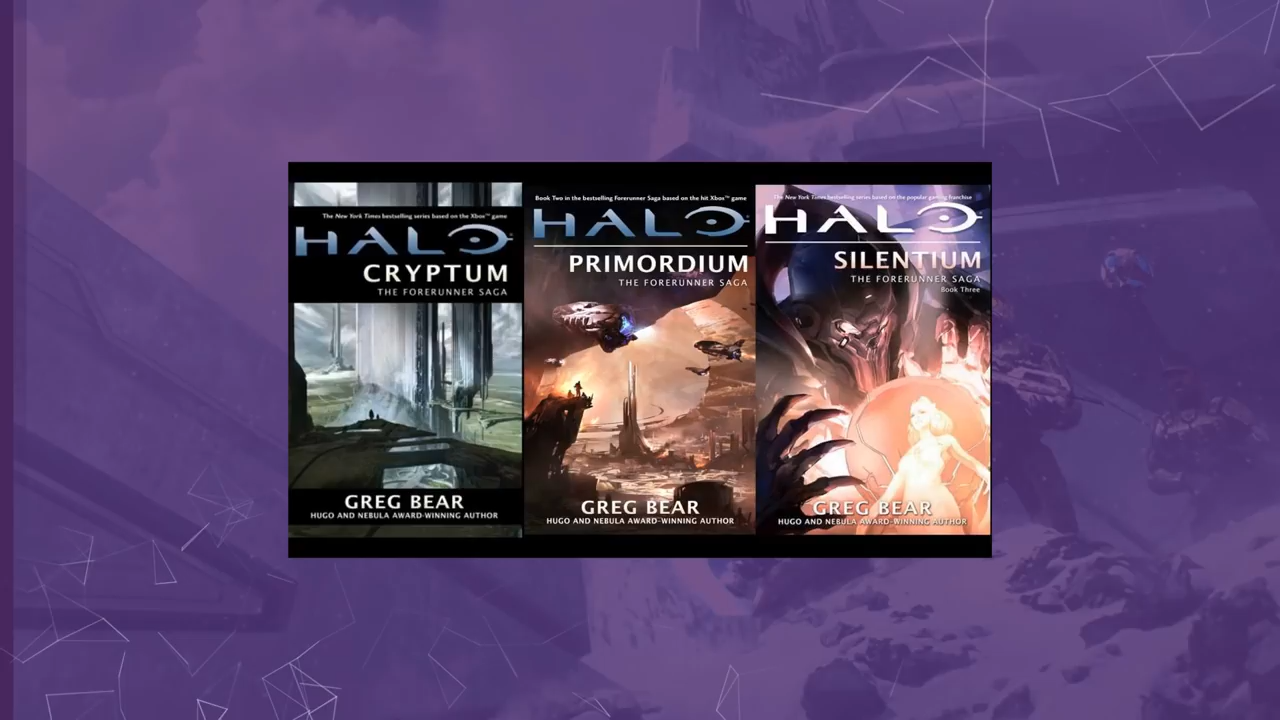 The New York Times bestselling series based on the Xbox™ game
HALO
CRYPTUM
THE FORERUNNER SAGA
GREG BEAR
HUGO AND NEBULA AWARD-WINNING AUTHOR
Book Two in the bestselling Forerunner Saga based on the hit Xbox™ game
HALO
PRIMORDIUM
THE FORERUNNER SAGA
GREG BEAR
HUGO AND NEBULA AWARD-WINNING AUTHOR
The New York Times bestselling series based on the popular gaming franchise
HALO
SILENTIUM
THE FORERUNNER SAGA
Book Three
GREG BEAR
HUGO AND NEBULA AWARD-WINNING AUTHOR